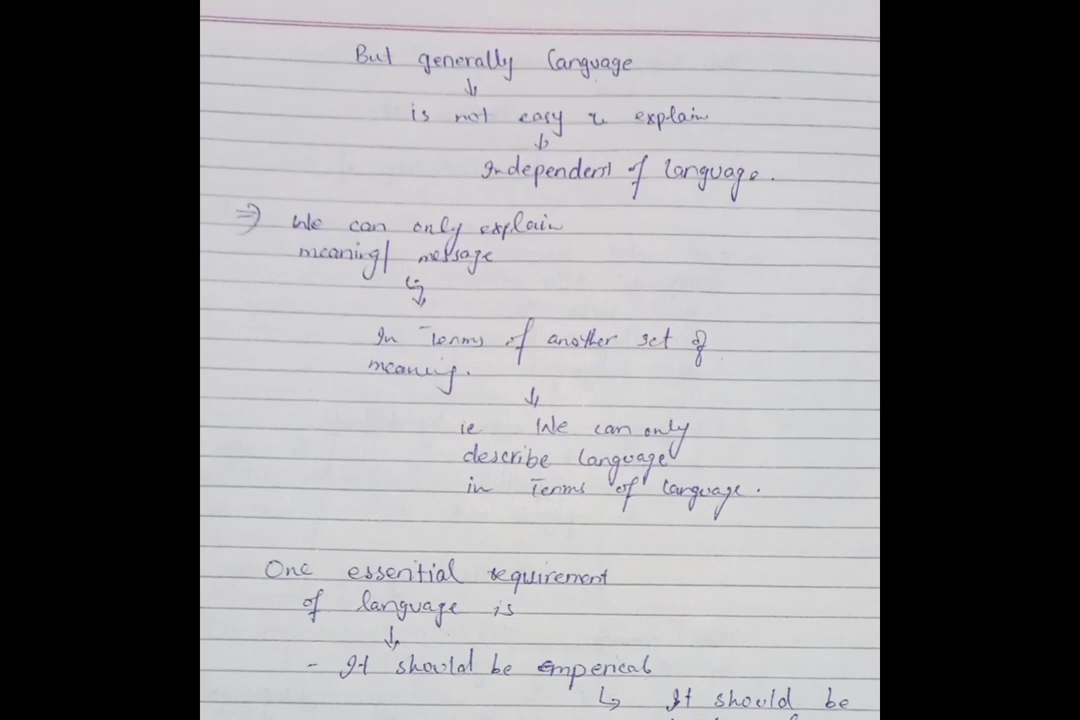 But generally language
↓
is not easy to explain
↓
Independent of language.
⇒ We can only explain
meaning/ message
↳
↓
In Terms of another set of
meaning.
↓
ie We can only
describe language
in Terms of language.
One essential requirement
of language is
↓
- It should be emperical
↳ It should be